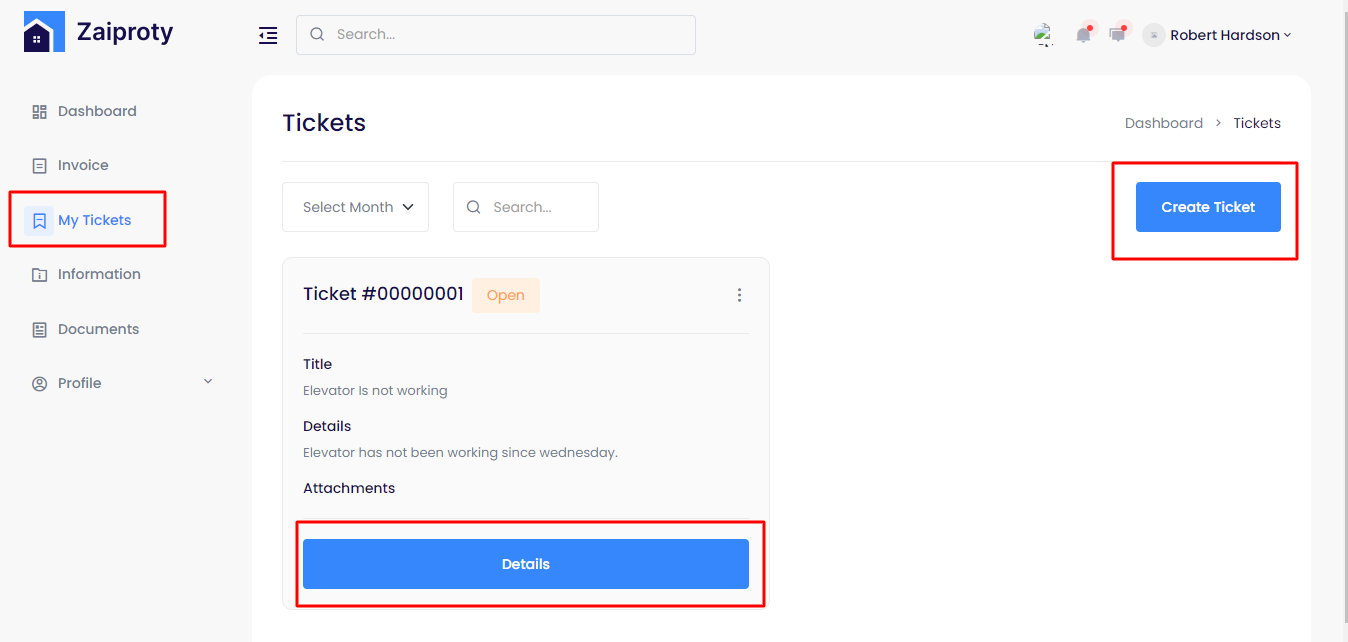 Zaiproty
Search...
Robert Hardson
Dashboard
Invoice
My Tickets
Information
Documents
Profile
Tickets
Dashboard > Tickets
Select Month
Search...
Create Ticket
Ticket #00000001 Open
Title
Elevator Is not working
Details
Elevator has not been working since wednesday.
Attachments
Details